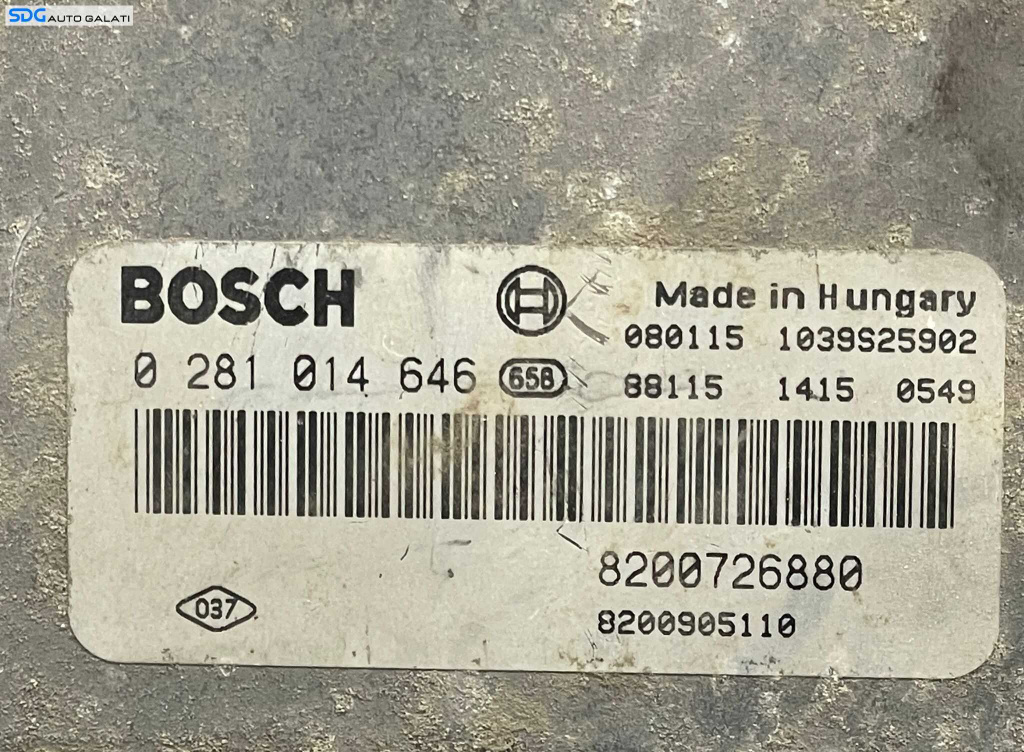 SDG AUTO GALATI
BOSCH
Made in Hungary
080115 1039S25902
0 281 014 646 658 88115 1415 0549
8200726880
037
8200905110